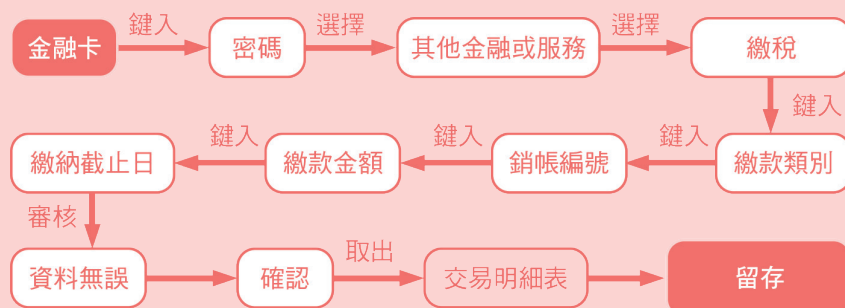 金融卡 鍵入 密碼 選擇 其他金融或服務 選擇 繳稅
鍵入
繳款類別 鍵入 銷帳編號 鍵入 繳款金額 鍵入 繳納截止日
審核
資料無誤 確認 取出 交易明細表 留存